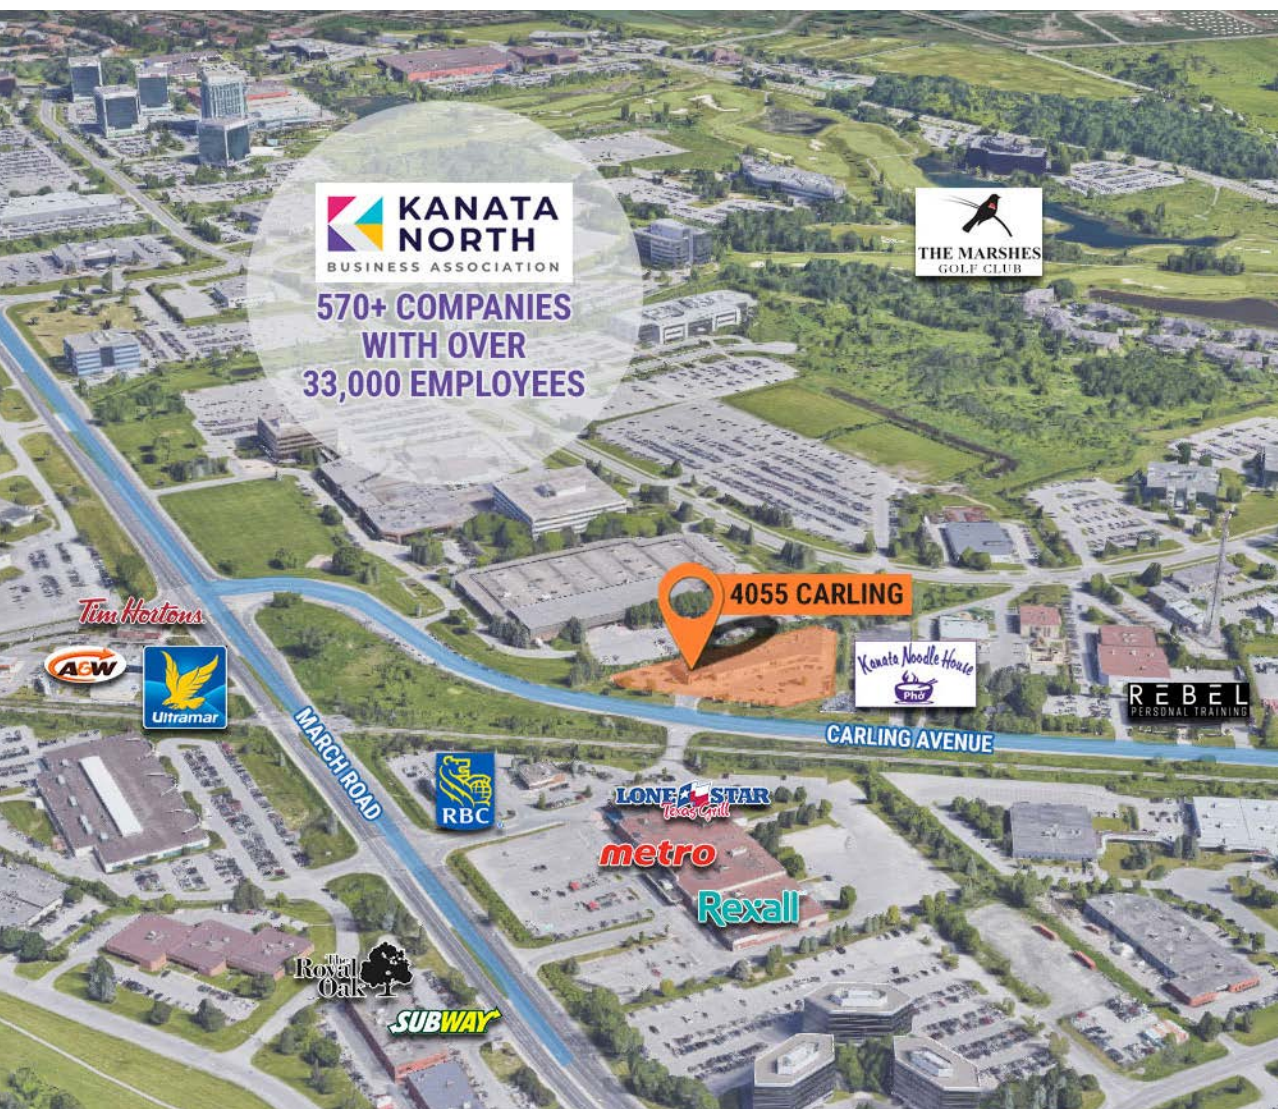 KANATA
NORTH
BUSINESS ASSOCIATION
570+ COMPANIES
WITH OVER
33,000 EMPLOYEES
THE MARSHES
GOLF CLUB
4055 CARLING
Tim Hortons
A&W
Ultramar
Kanata Noodle House
Phở
REBEL
PERSONAL TRAINING
MARCH ROAD
CARLING AVENUE
RBC
LONE STAR
Texas Grill
metro
Rexall
The
Royal
Oak
SUBWAY